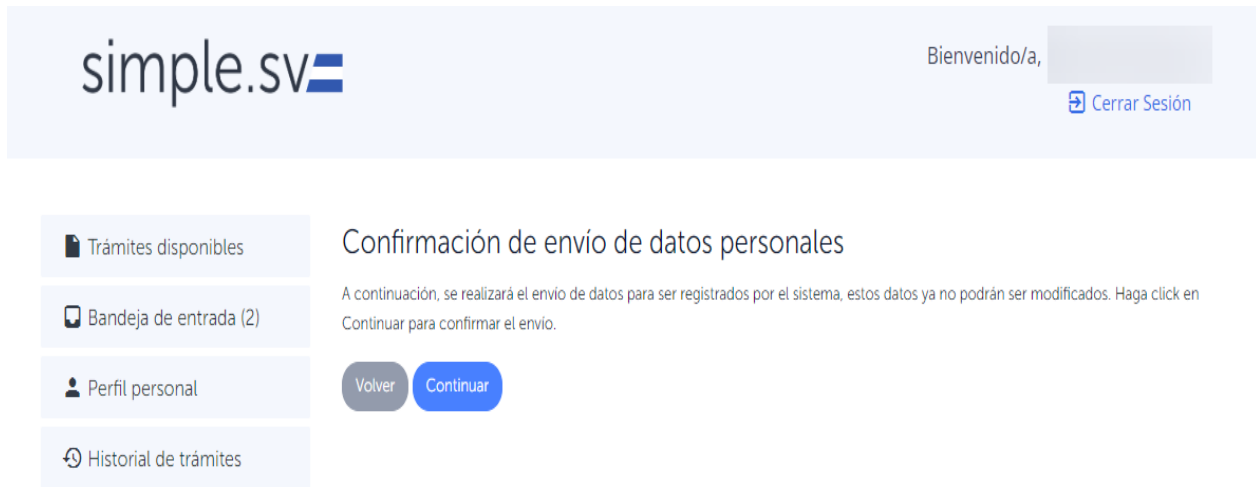 simple.sv
Bienvenido/a,
Cerrar Sesión
Trámites disponibles
Bandeja de entrada (2)
Perfil personal
Historial de trámites
Confirmación de envío de datos personales
A continuación, se realizará el envío de datos para ser registrados por el sistema, estos datos ya no podrán ser modificados. Haga click en
Continuar para confirmar el envío.
Volver Continuar